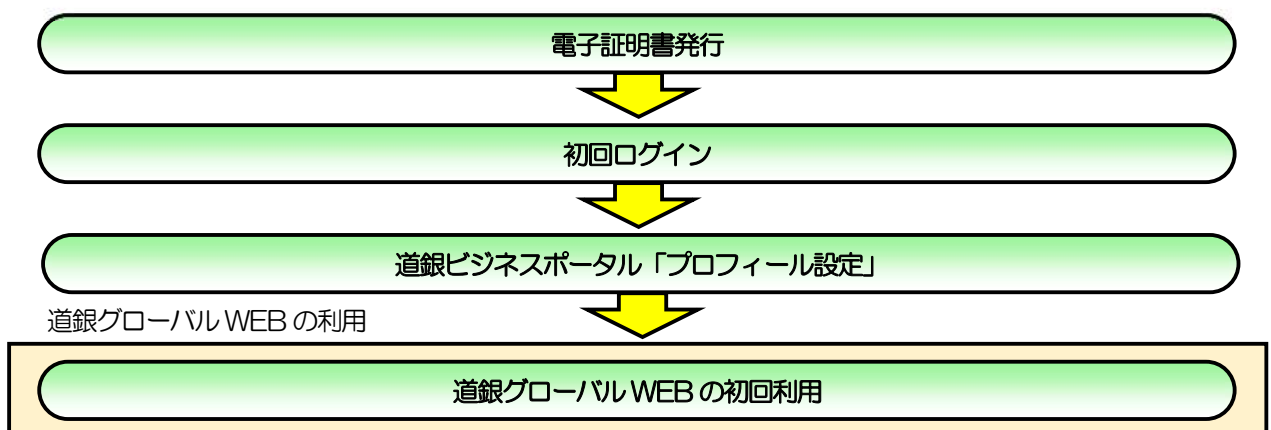 電子証明書発行
初回ログイン
道銀ビジネスポータル「プロフィール設定」
道銀グローバルWEBの利用
道銀グローバルWEBの初回利用